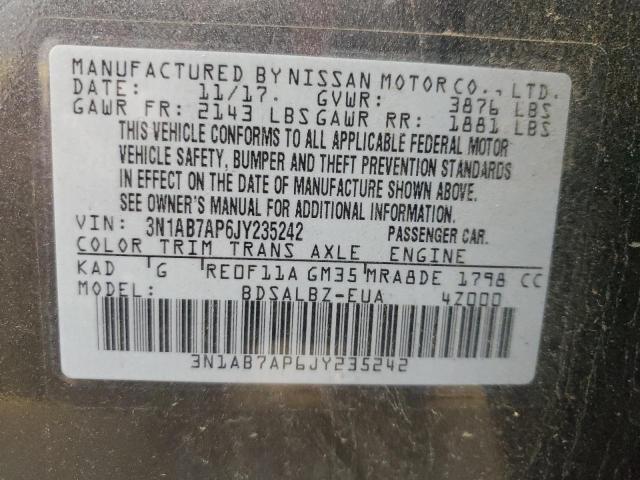 MANUFACTURED BY NISSAN MOTOR CO., LTD.
DATE: 11/17. GVWR: 3876 LBS
GAWR FR: 2143 LBS GAWR RR: 1881 LBS
THIS VEHICLE CONFORMS TO ALL APPLICABLE FEDERAL MOTOR
VEHICLE SAFETY, BUMPER AND THEFT PREVENTION STANDARDS
IN EFFECT ON THE DATE OF MANUFACTURE SHOWN ABOVE.
SEE OWNER'S MANUAL FOR ADDITIONAL INFORMATION.
VIN: 3N1AB7AP6JY235242 PASSENGER CAR.
COLOR TRIM TRANS AXLE ENGINE
KAD G RE0F11A GM35 MRA8DE 1798 CC
MODEL: BDSALBZ-EUA 4Z000
3N1AB7AP6JY235242